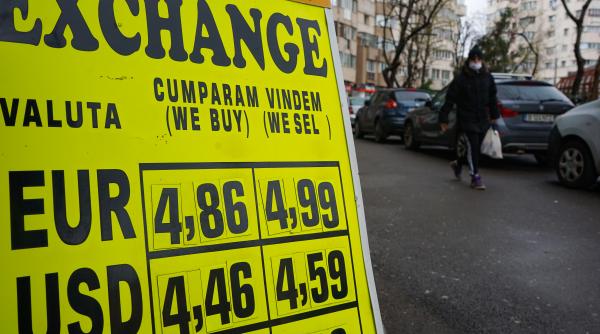 EXCHANGE
VALUTA CUMPARAM VINDEM
(WE BUY) (WE SEL )
EUR 4,86 4,99
USD 4,46 4,59